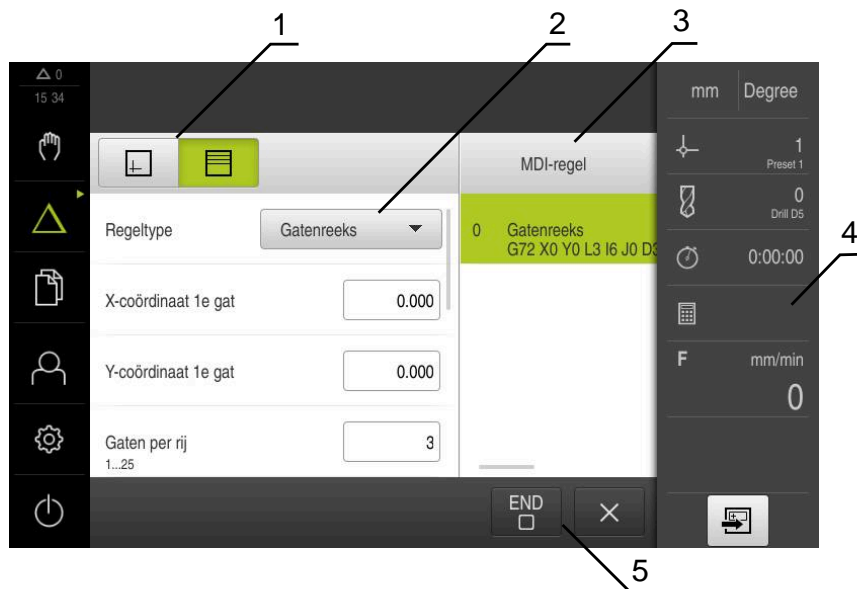 1
2
3
0
15 34
mm
Degree
1
Preset 1
MDI-regel
0
Drill D5
Regeltype
Gatenreeks
0
Gatenreeks
G72 X0 Y0 L3 I6 J0 D3
4
0:00:00
X-coördinaat 1e gat
0.000
Y-coördinaat 1e gat
0.000
F
mm/min
0
Gaten per rij
3
1...25
END
5